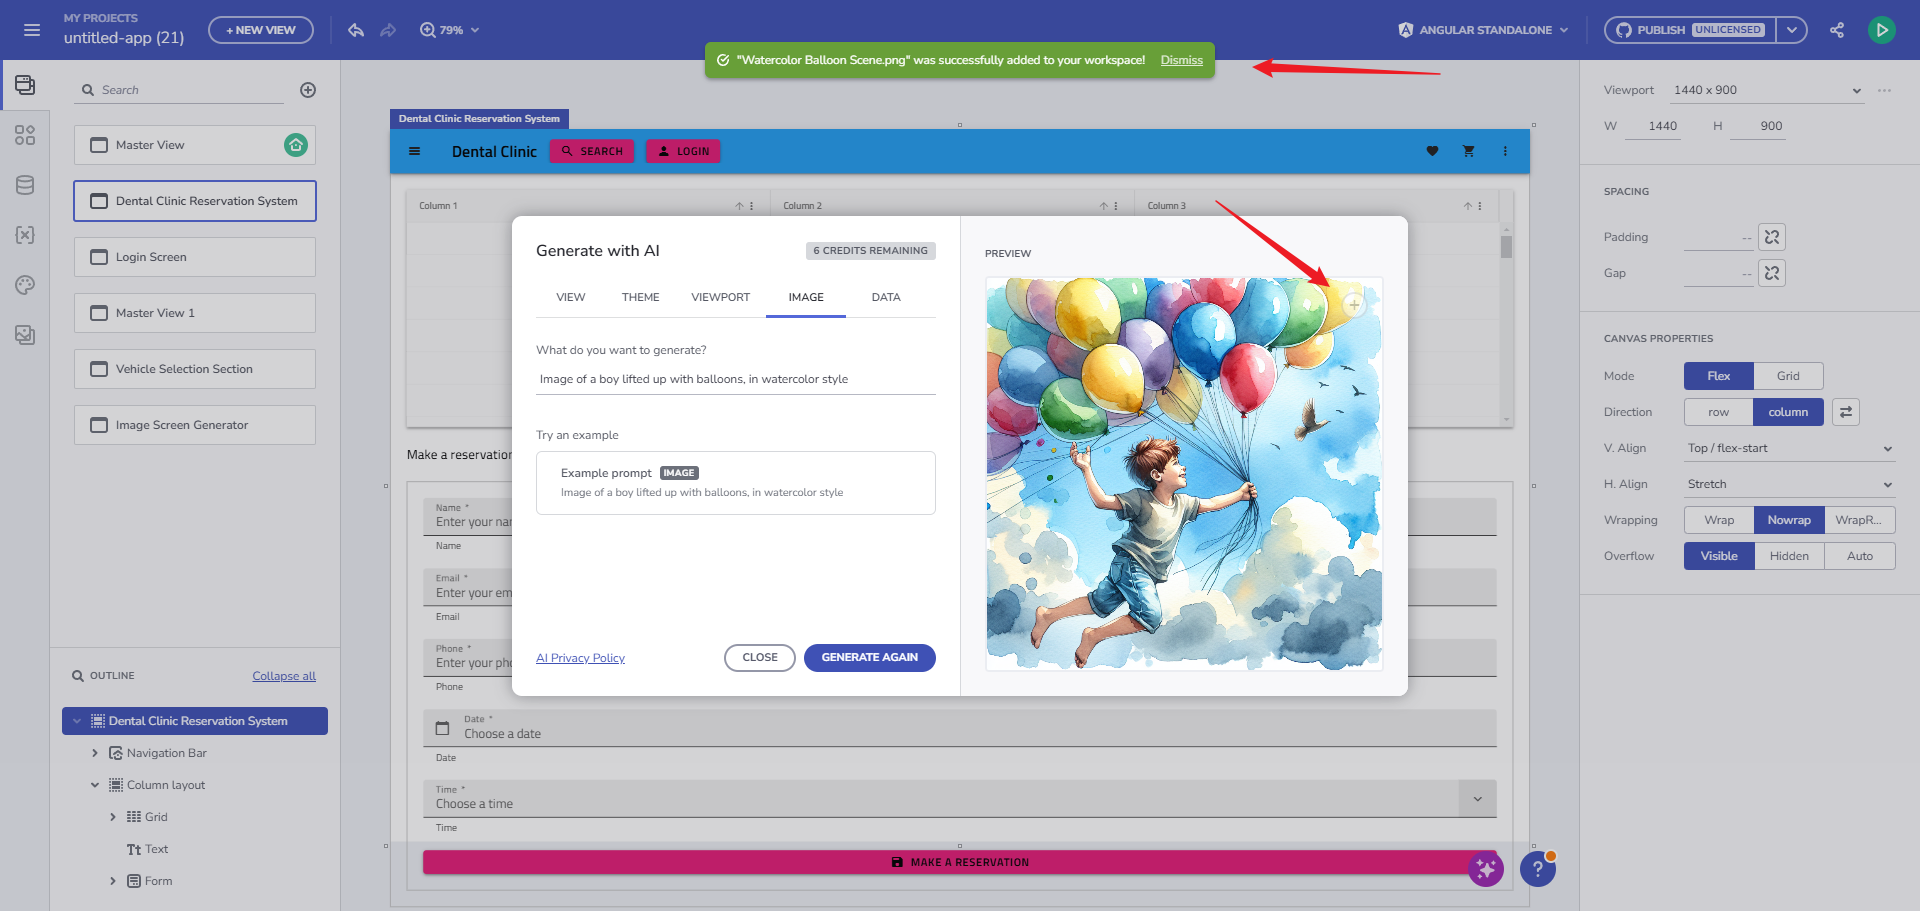 MY PROJECTS
untitled-app (21)
+ NEW VIEW
79%
ANGULAR STANDALONE
PUBLISH UNLICENSED
"Watercolor Balloon Scene.png" was successfully added to your workspace! Dismiss
Search
Master View
Dental Clinic Reservation System
Login Screen
Master View 1
Vehicle Selection Section
Image Screen Generator
OUTLINE
Collapse all
Dental Clinic Reservation System
Navigation Bar
Column layout
Grid
Text
Form
Dental Clinic Reservation System
Dental Clinic
SEARCH
LOGIN
Column 1
Column 2
Column 3
Make a reservation
Name *
Enter your nar
Name
Email *
Enter your em
Email
Phone *
Enter your pho
Phone
Date *
Choose a date
Date
Time *
Choose a time
Time
MAKE A RESERVATION
Generate with AI
6 CREDITS REMAINING
VIEW
THEME
VIEWPORT
IMAGE
DATA
What do you want to generate?
Image of a boy lifted up with balloons, in watercolor style
Try an example
Example prompt IMAGE
Image of a boy lifted up with balloons, in watercolor style
AI Privacy Policy
CLOSE
GENERATE AGAIN
PREVIEW
+
?
Viewport 1440 x 900
W 1440 H 900
SPACING
Padding --
Gap --
CANVAS PROPERTIES
Mode Flex Grid
Direction row column
V. Align Top / flex-start
H. Align Stretch
Wrapping Wrap Nowrap WrapR...
Overflow Visible Hidden Auto